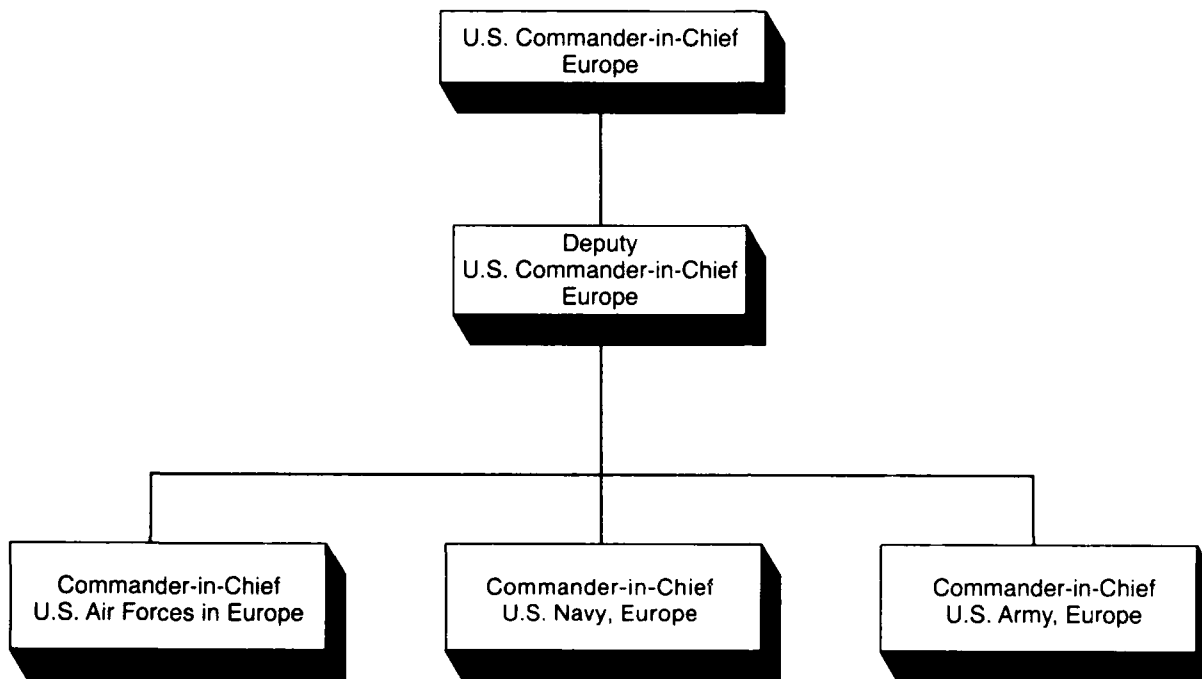 U.S. Commander-in-Chief
Europe
Deputy
U.S. Commander-in-Chief
Europe
Commander-in-Chief
U.S. Air Forces in Europe
Commander-in-Chief
U.S. Navy, Europe
Commander-in-Chief
U.S. Army, Europe